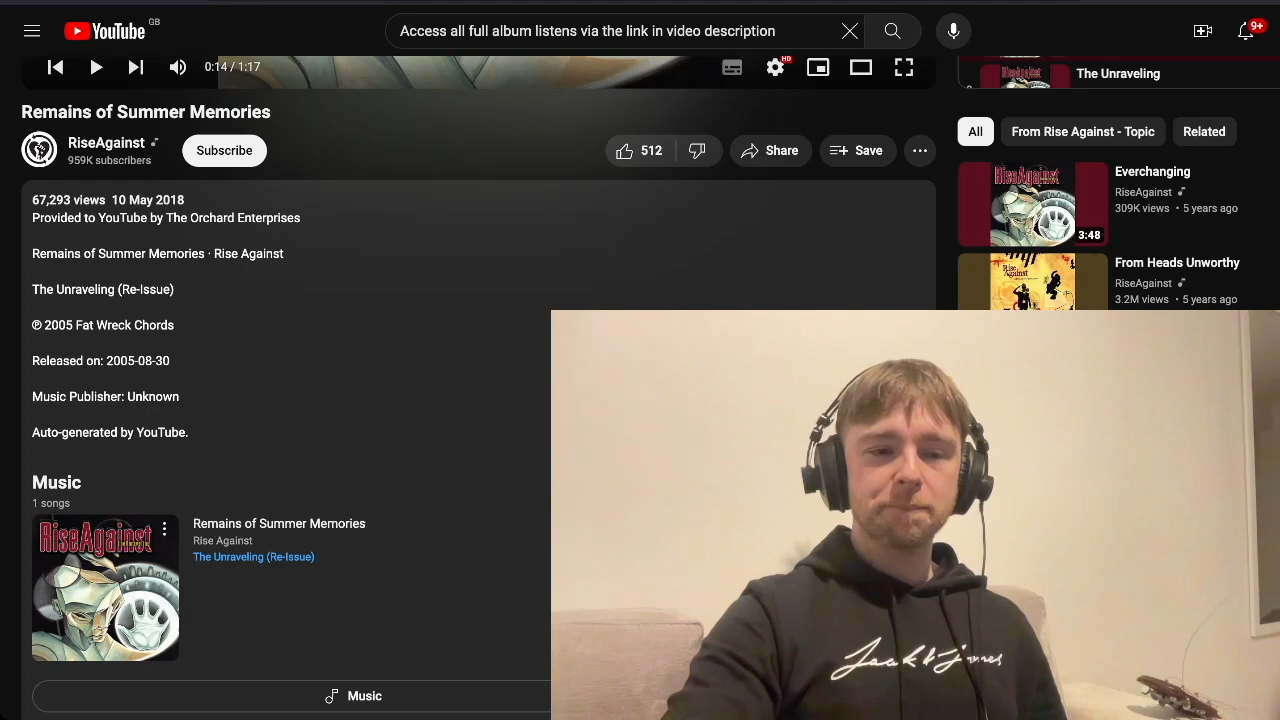 YouTube GB
Access all full album listens via the link in video description
9+
0:14 / 1:17
HD
The Unraveling
Remains of Summer Memories
RiseAgainst
959K subscribers
Subscribe
512
Share
Save
All
From Rise Against - Topic
Related
67,293 views 10 May 2018
Provided to YouTube by The Orchard Enterprises
Remains of Summer Memories · Rise Against
The Unraveling (Re-Issue)
℗ 2005 Fat Wreck Chords
Released on: 2005-08-30
Music Publisher: Unknown
Auto-generated by YouTube.
RiseAgainst
3:48
Everchanging
RiseAgainst
309K views • 5 years ago
Rise Against
From Heads Unworthy
RiseAgainst
3.2M views • 5 years ago
Music
1 songs
RiseAgainst
Remains of Summer Memories
Rise Against
The Unraveling (Re-Issue)
Music
Jack & Jones